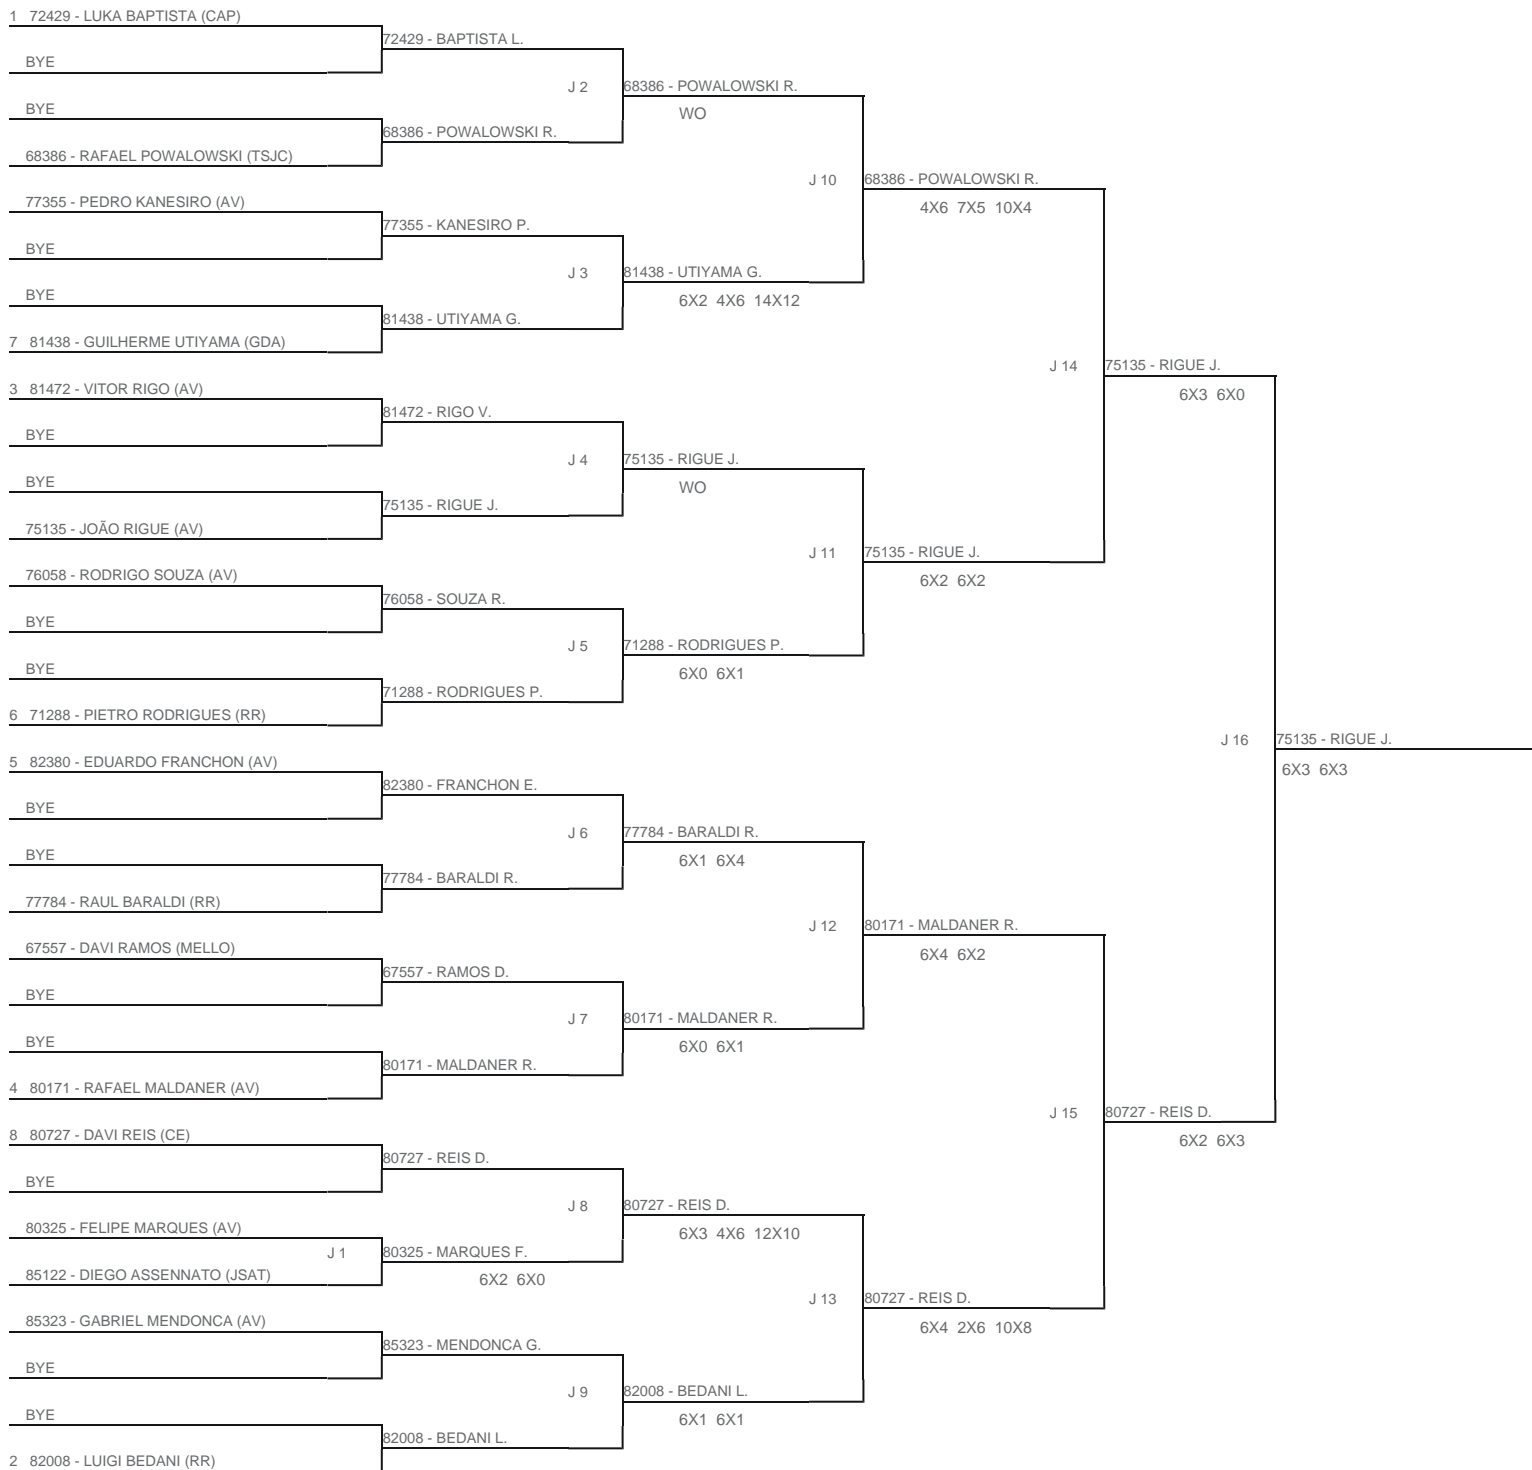 1 72429 - LUKA BAPTISTA (CAP)
72429 - BAPTISTA L.
BYE
J 2
68386 - POWALOWSKI R.
BYE
WO
68386 - POWALOWSKI R.
68386 - RAFAEL POWALOWSKI (TSJC)
J 10
68386 - POWALOWSKI R.
77355 - PEDRO KANESIRO (AV)
4X6 7X5 10X4
77355 - KANESIRO P.
BYE
J 3
81438 - UTIYAMA G.
BYE
6X2 4X6 14X12
81438 - UTIYAMA G.
7 81438 - GUILHERME UTIYAMA (GDA)
J 14
75135 - RIGUE J.
3 81472 - VITOR RIGO (AV)
6X3 6X0
81472 - RIGO V.
BYE
J 4
75135 - RIGUE J.
BYE
WO
75135 - RIGUE J.
75135 - JOÃO RIGUE (AV)
J 11
75135 - RIGUE J.
76058 - RODRIGO SOUZA (AV)
6X2 6X2
76058 - SOUZA R.
BYE
J 5
71288 - RODRIGUES P.
BYE
6X0 6X1
71288 - RODRIGUES P.
6 71288 - PIETRO RODRIGUES (RR)
J 16
75135 - RIGUE J.
5 82380 - EDUARDO FRANCHON (AV)
6X3 6X3
82380 - FRANCHON E.
BYE
J 6
77784 - BARALDI R.
BYE
6X1 6X4
77784 - BARALDI R.
77784 - RAUL BARALDI (RR)
J 12
80171 - MALDANER R.
67557 - DAVI RAMOS (MELLO)
6X4 6X2
67557 - RAMOS D.
BYE
J 7
80171 - MALDANER R.
BYE
6X0 6X1
80171 - MALDANER R.
4 80171 - RAFAEL MALDANER (AV)
J 15
80727 - REIS D.
8 80727 - DAVI REIS (CE)
6X2 6X3
80727 - REIS D.
BYE
J 8
80727 - REIS D.
80325 - FELIPE MARQUES (AV)
6X3 4X6 12X10
J 1
80325 - MARQUES F.
85122 - DIEGO ASSENNATO (JSAT)
6X2 6X0
J 13
80727 - REIS D.
85323 - GABRIEL MENDONCA (AV)
6X4 2X6 10X8
85323 - MENDONCA G.
BYE
J 9
82008 - BEDANI L.
BYE
6X1 6X1
82008 - BEDANI L.
2 82008 - LUIGI BEDANI (RR)